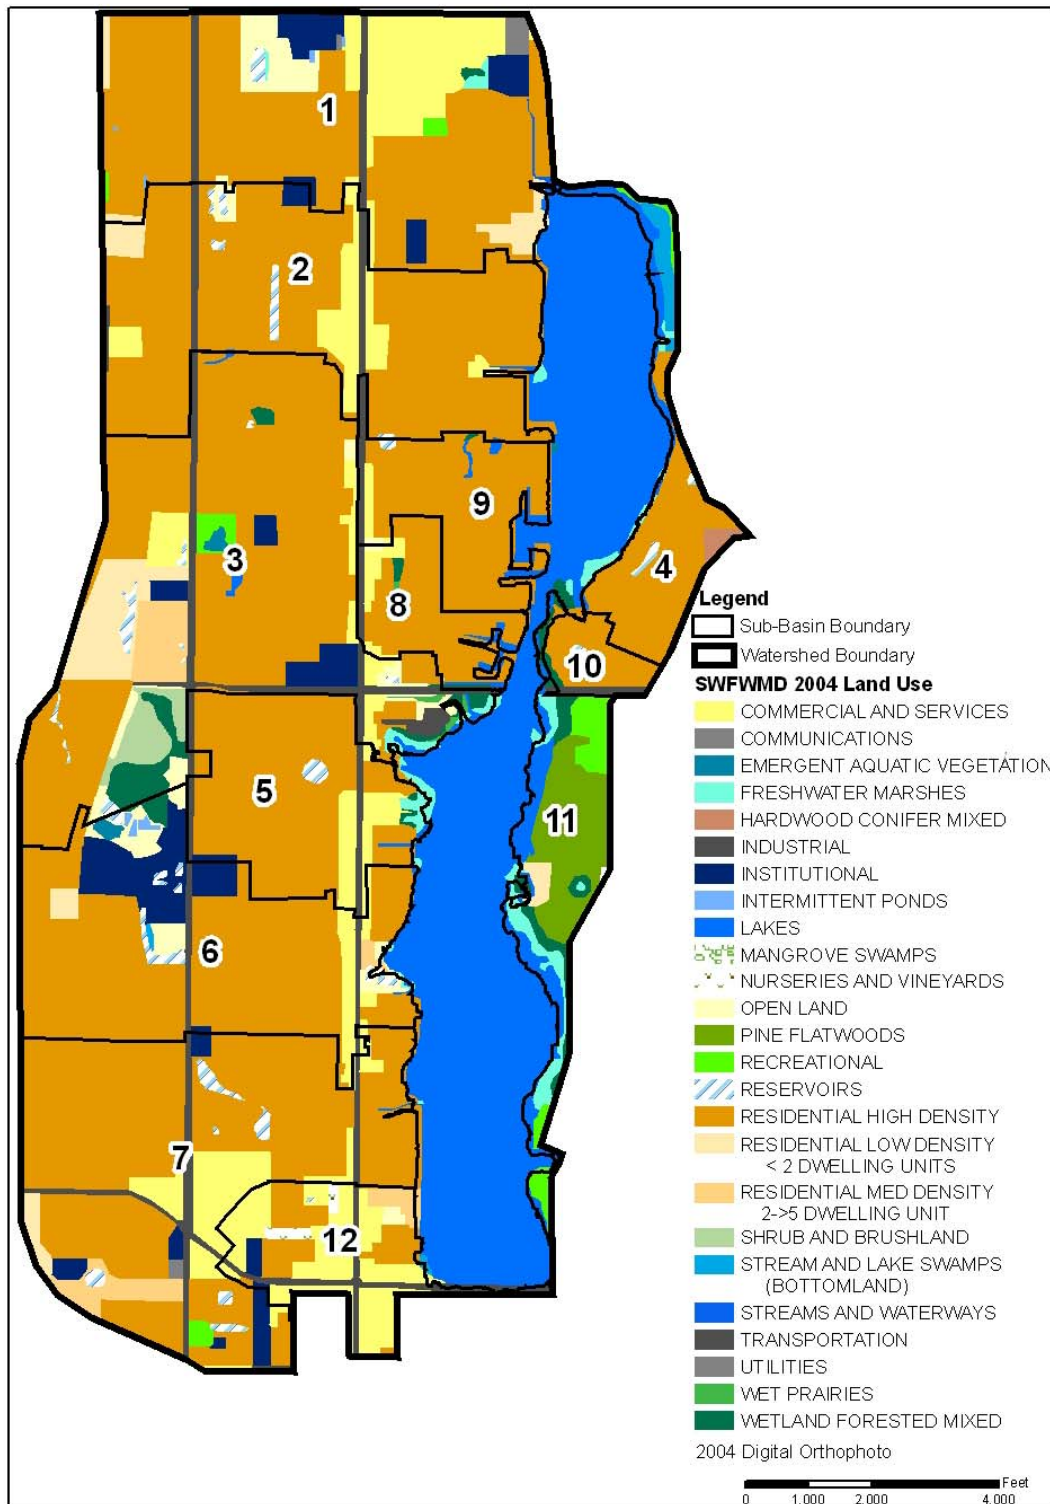 1
2
3
9
4
8
10
5
11
6
7
12
Legend
Sub-Basin Boundary
Watershed Boundary
SWFWMD 2004 Land Use
COMMERCIAL AND SERVICES
COMMUNICATIONS
EMERGENT AQUATIC VEGETATION
FRESHWATER MARSHES
HARDWOOD CONIFER MIXED
INDUSTRIAL
INSTITUTIONAL
INTERMITTENT PONDS
LAKES
MANGROVE SWAMPS
NURSERIES AND VINEYARDS
OPEN LAND
PINE FLATWOODS
RECREATIONAL
RESERVOIRS
RESIDENTIAL HIGH DENSITY
RESIDENTIAL LOW DENSITY
< 2 DWELLING UNITS
RESIDENTIAL MED DENSITY
2->5 DWELLING UNIT
SHRUB AND BRUSHLAND
STREAM AND LAKE SWAMPS
(BOTTOMLAND)
STREAMS AND WATERWAYS
TRANSPORTATION
UTILITIES
WET PRAIRIES
WETLAND FORESTED MIXED
2004 Digital Orthophoto
Feet
0 1,000 2,000 4,000